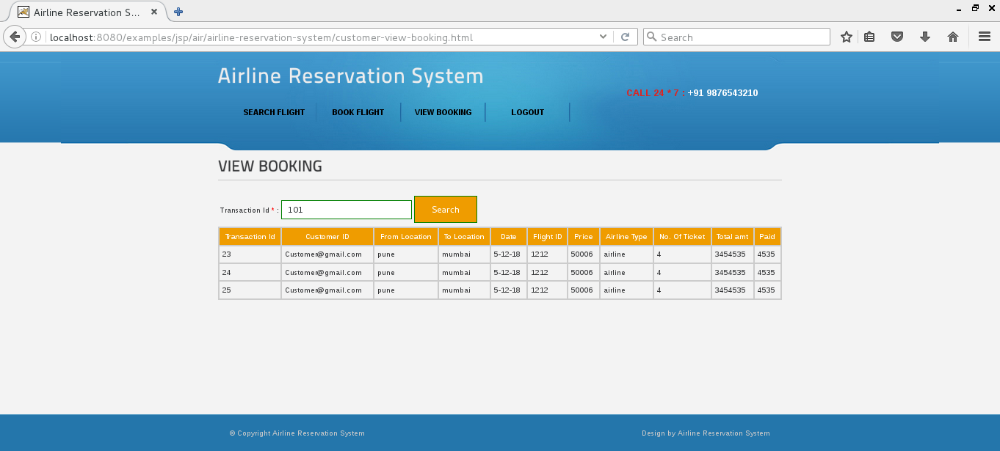 Airline Reservation S...
localhost:8080/examples/jsp/air/airline-reservation-system/customer-view-booking.html
Search
Airline Reservation System
CALL 24 * 7 : +91 9876543210
SEARCH FLIGHT BOOK FLIGHT VIEW BOOKING LOGOUT
VIEW BOOKING
Transaction Id * : 101 Search
Transaction Id Customer ID From Location To Location Date Flight ID Price Airline Type No. Of Ticket Total amt Paid
23 Customer@gmail.com pune mumbai 5-12-18 1212 50006 airline 4 3454535 4535
24 Customer@gmail.com pune mumbai 5-12-18 1212 50006 airline 4 3454535 4535
25 Customer@gmail.com pune mumbai 5-12-18 1212 50006 airline 4 3454535 4535
© Copyright Airline Reservation System Design by Airline Reservation System